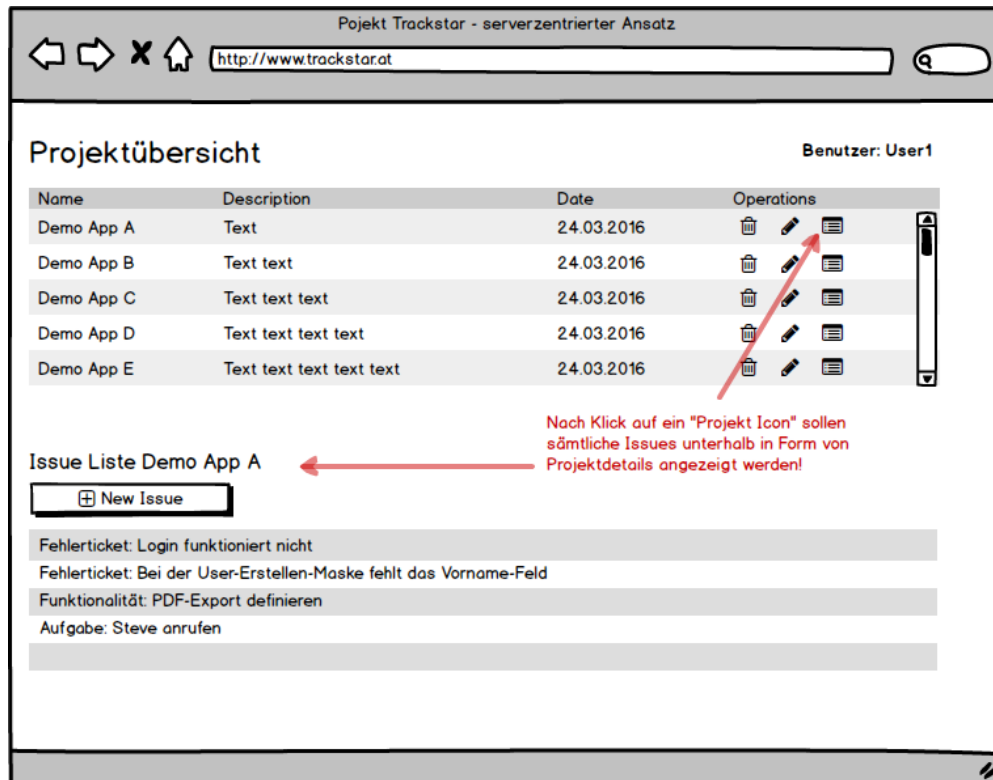 Pojekt Trackstar - serverzentrierter Ansatz
http://www.trackstar.at
Projektübersicht
Benutzer: User1
Name Description Date Operations
Demo App A Text 24.03.2016
Demo App B Text text 24.03.2016
Demo App C Text text text 24.03.2016
Demo App D Text text text text 24.03.2016
Demo App E Text text text text text 24.03.2016
Nach Klick auf ein "Projekt Icon" sollen
sämtliche Issues unterhalb in Form von
Projektdetails angezeigt werden!
Issue Liste Demo App A
New Issue
Fehlerticket: Login funktioniert nicht
Fehlerticket: Bei der User-Erstellen-Maske fehlt das Vorname-Feld
Funktionalität: PDF-Export definieren
Aufgabe: Steve anrufen